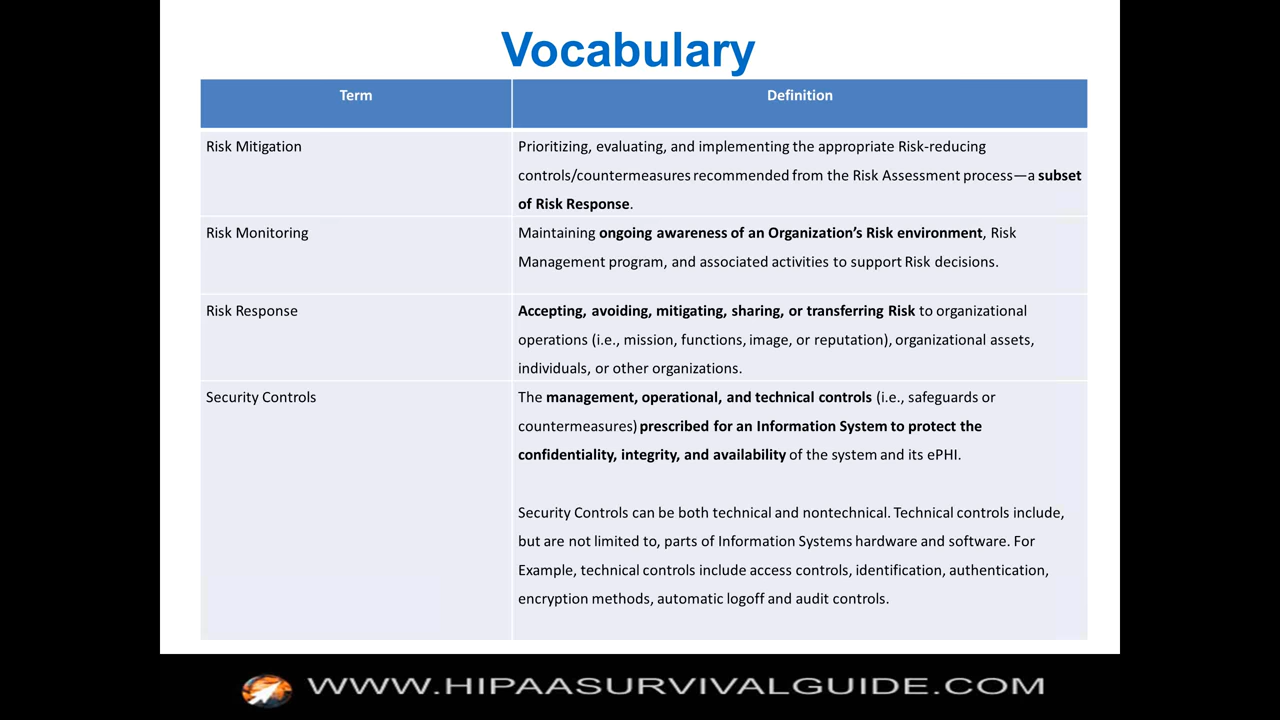 Vocabulary
Term
Definition
Risk Mitigation
Prioritizing, evaluating, and implementing the appropriate Risk-reducing
controls/countermeasures recommended from the Risk Assessment process—a subset
of Risk Response.
Risk Monitoring
Maintaining ongoing awareness of an Organization’s Risk environment, Risk
Management program, and associated activities to support Risk decisions.
Risk Response
Accepting, avoiding, mitigating, sharing, or transferring Risk to organizational
operations (i.e., mission, functions, image, or reputation), organizational assets,
individuals, or other organizations.
Security Controls
The management, operational, and technical controls (i.e., safeguards or
countermeasures) prescribed for an Information System to protect the
confidentiality, integrity, and availability of the system and its ePHI.
Security Controls can be both technical and nontechnical. Technical controls include,
but are not limited to, parts of Information Systems hardware and software. For
Example, technical controls include access controls, identification, authentication,
encryption methods, automatic logoff and audit controls.
WWW.HIPAASURVIVALGUIDE.COM